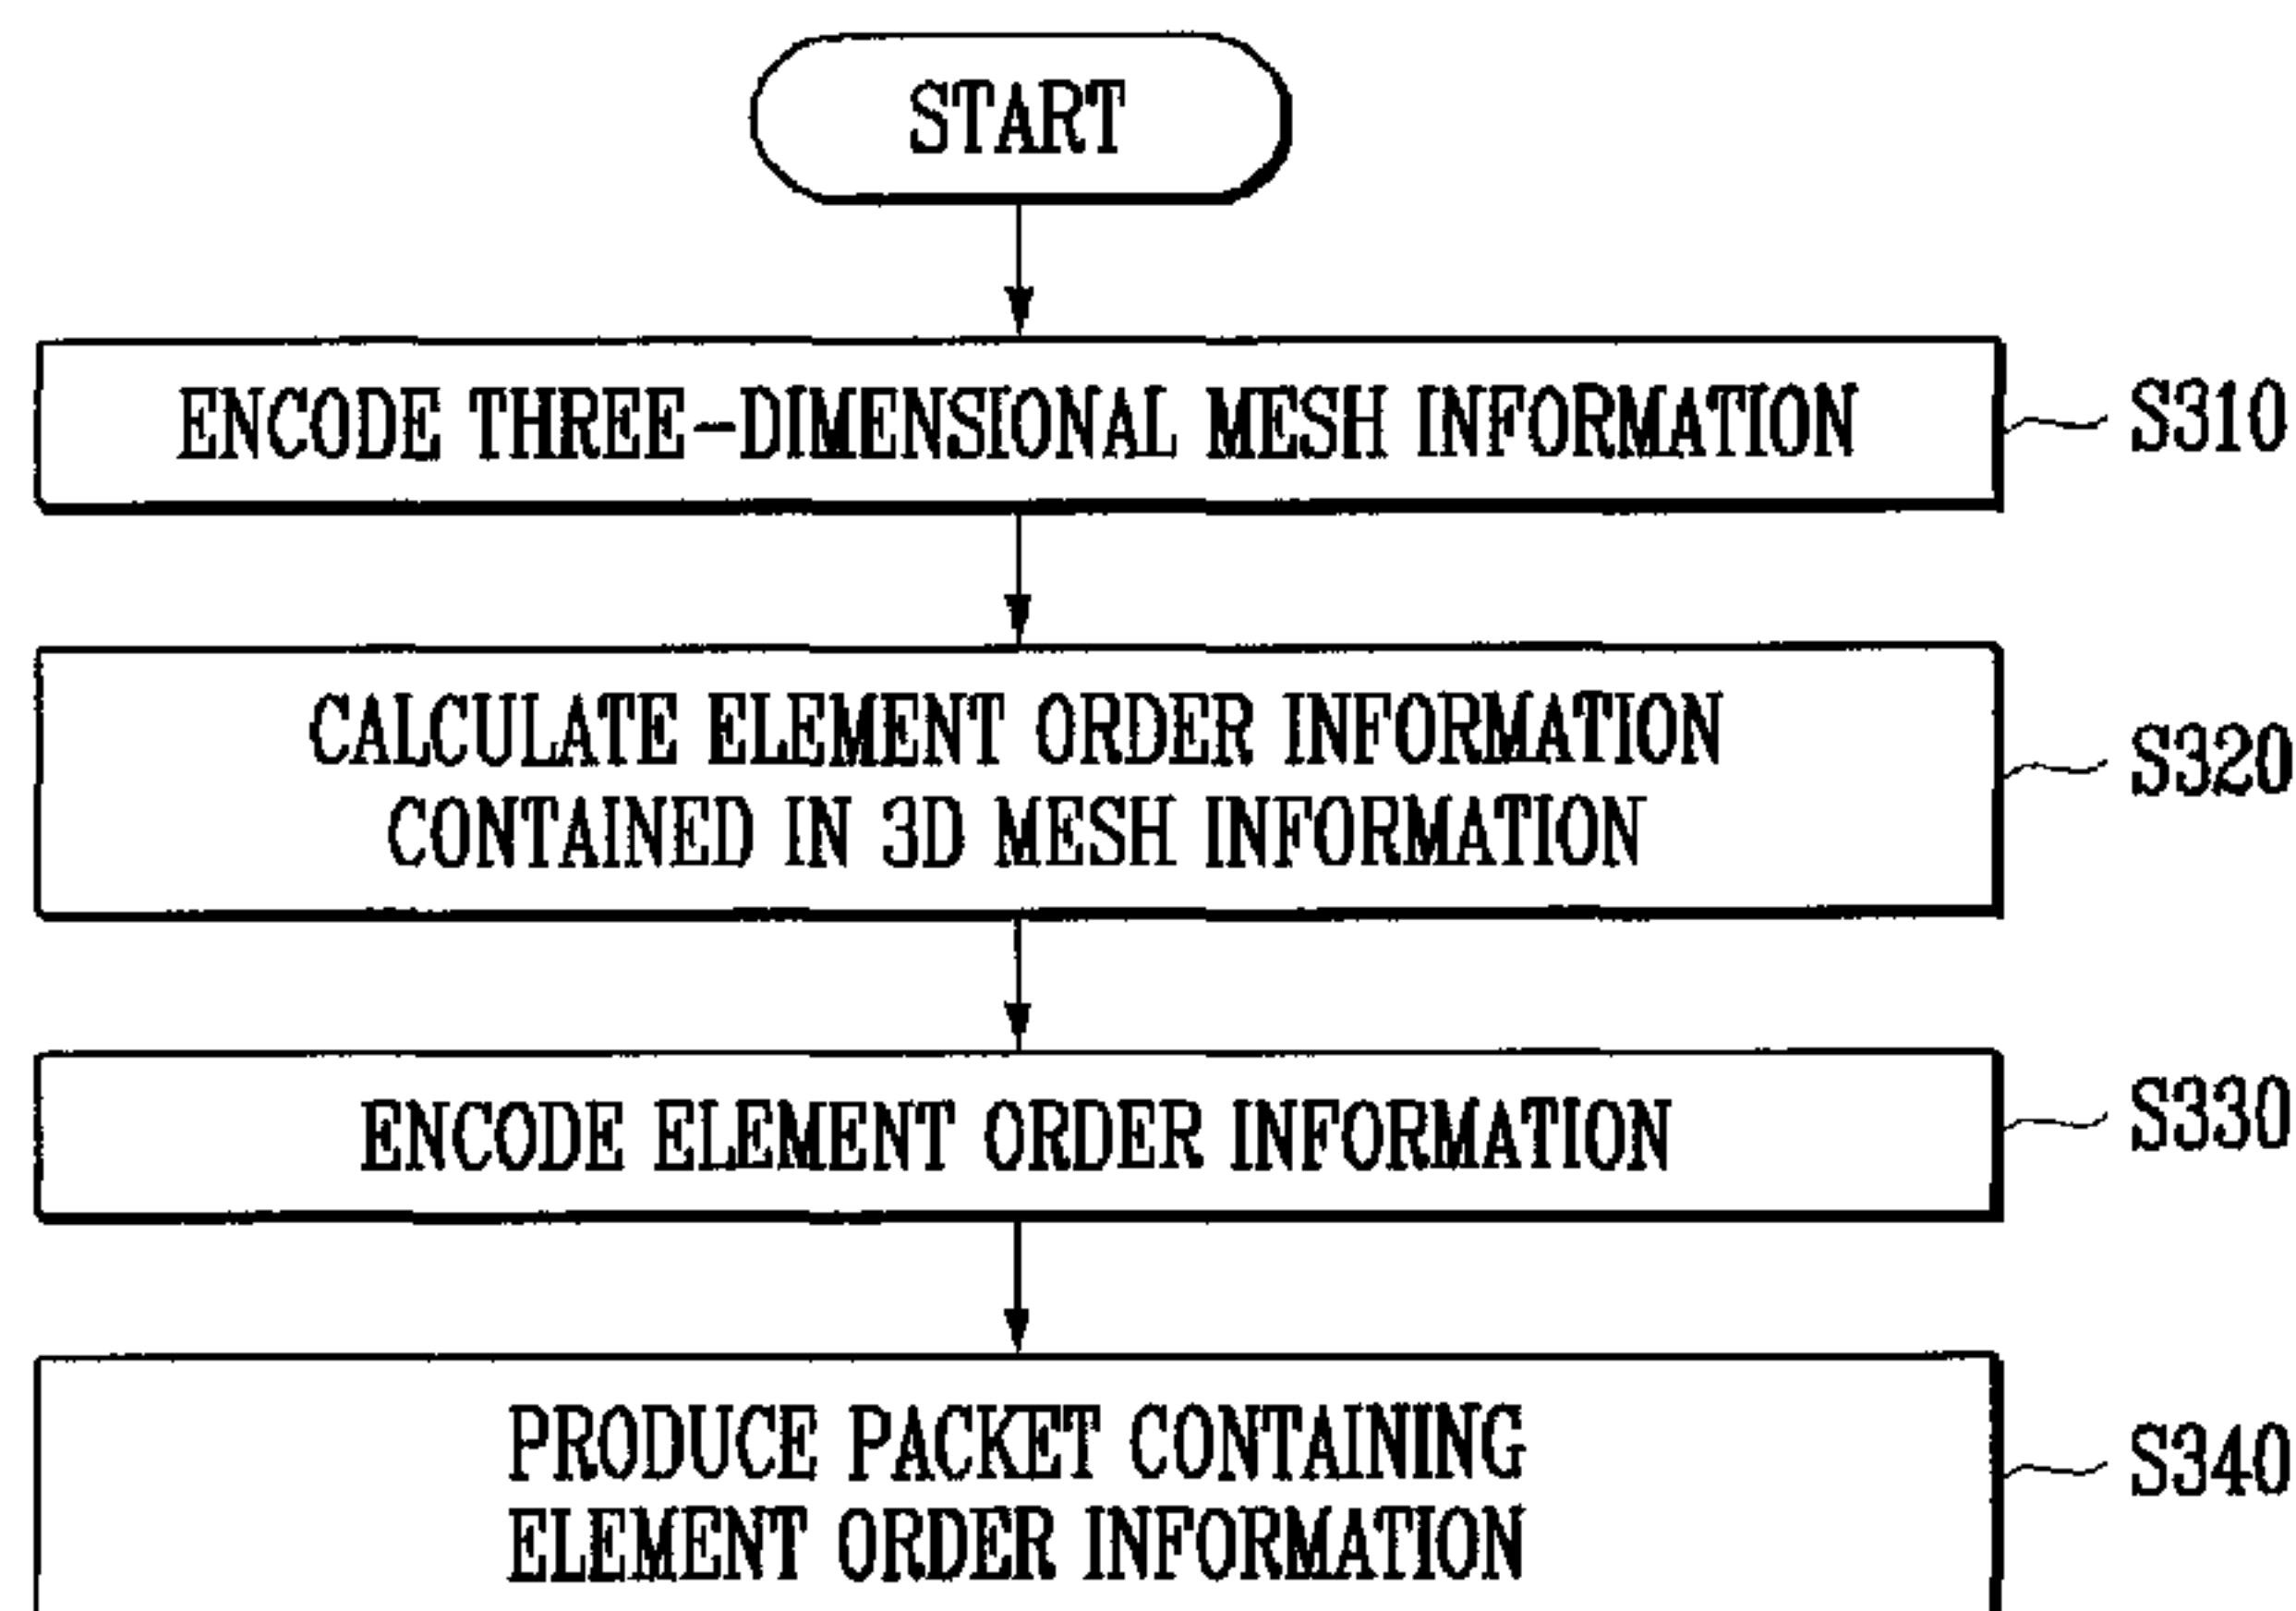 START
ENCODE THREE-DIMENSIONAL MESH INFORMATION
S310
CALCULATE ELEMENT ORDER INFORMATION
CONTAINED IN 3D MESH INFORMATION
S320
ENCODE ELEMENT ORDER INFORMATION
S330
PRODUCE PACKET CONTAINING
ELEMENT ORDER INFORMATION
S340